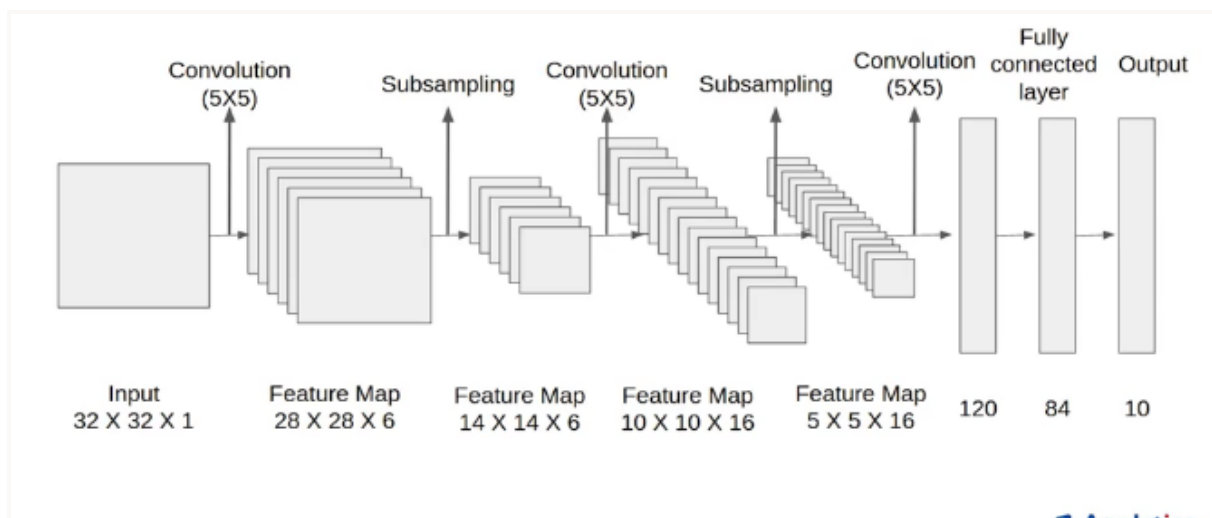 Convolution
(5X5)
Subsampling
Convolution
(5X5)
Subsampling
Convolution
(5X5)
Fully
connected
layer
Output
Input
32 X 32 X 1
Feature Map
28 X 28 X 6
Feature Map
14 X 14 X 6
Feature Map
10 X 10 X 16
Feature Map
5 X 5 X 16
120
84
10